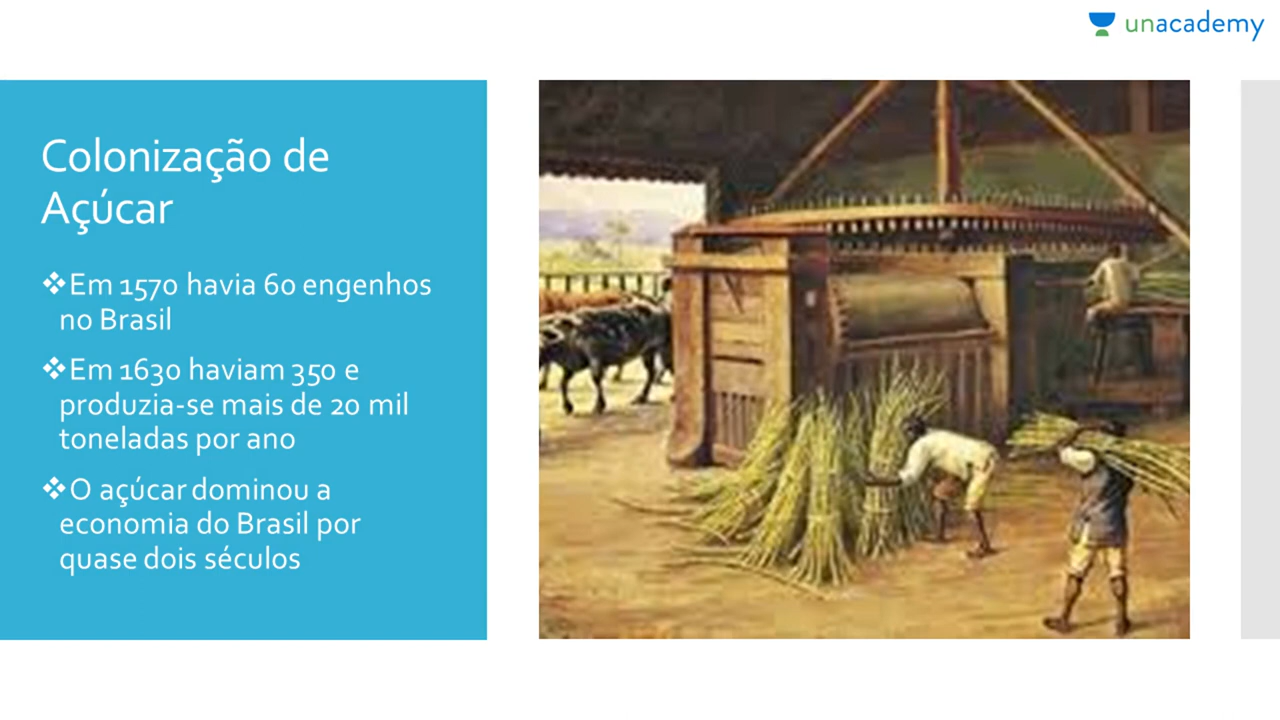 unacademy
Colonização de
Açúcar
❖Em 1570 havia 60 engenhos
no Brasil
❖Em 1630 haviam 350 e
produzia-se mais de 20 mil
toneladas por ano
❖O açúcar dominou a
economia do Brasil por
quase dois séculos